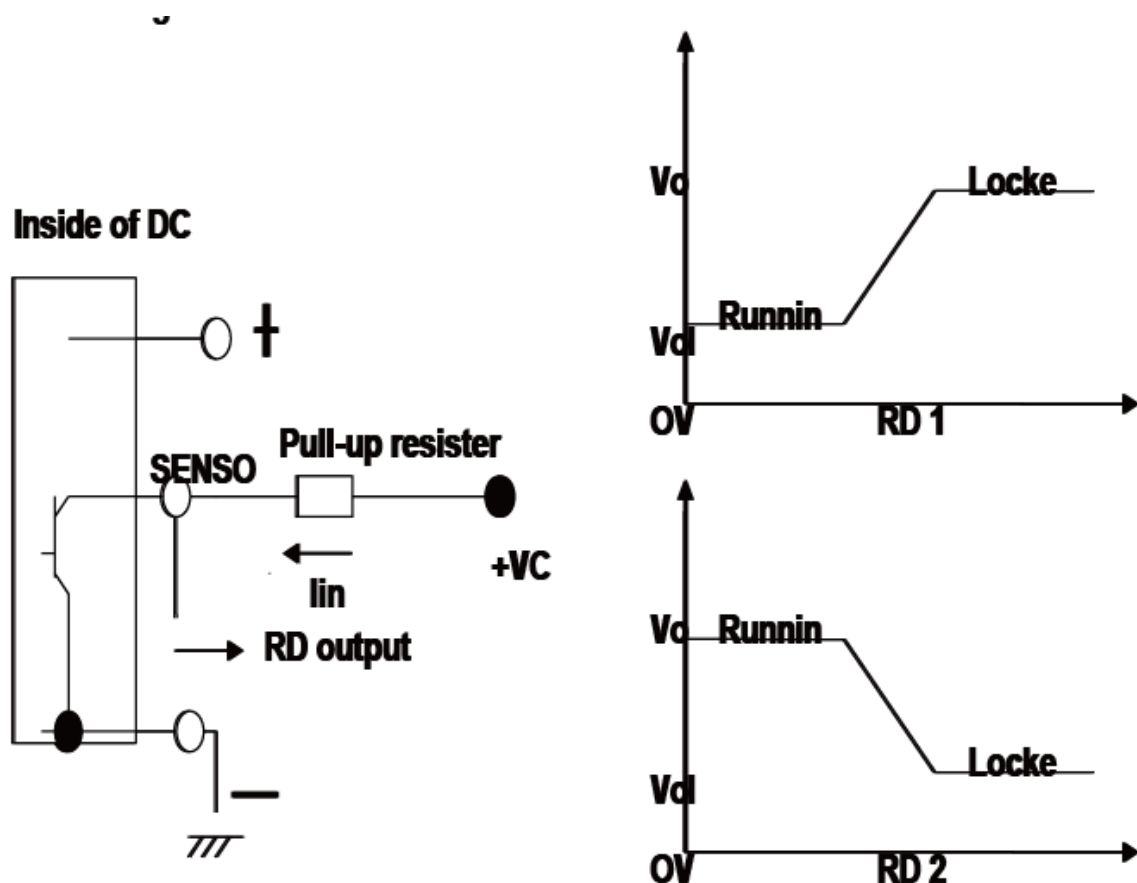 Inside of DC
+
SENSO
Pull-up resister
+VC
Iin
RD output
—
Vo
Locke
Runnin
Vol
OV
RD 1
Vo
Runnin
Locke
Vol
OV
RD 2